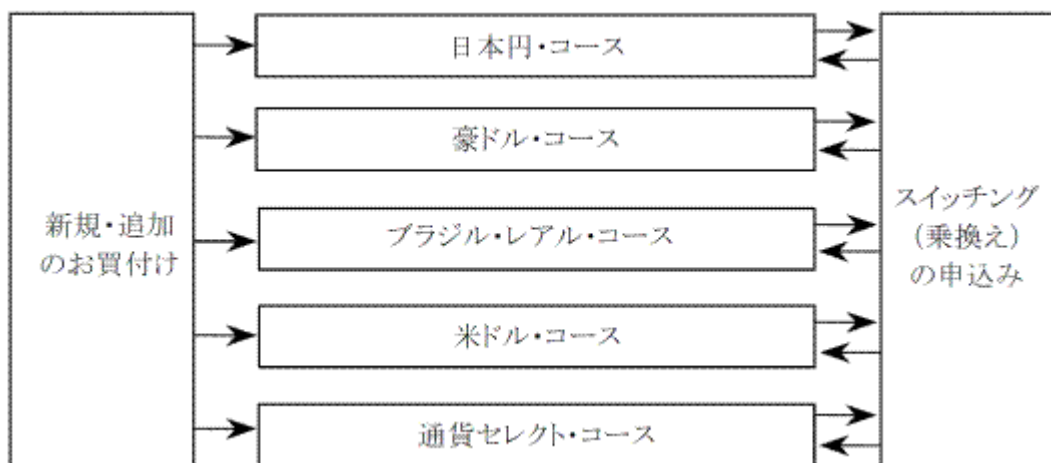 新規・追加
のお買付け
日本円・コース
豪ドル・コース
ブラジル・レアル・コース
米ドル・コース
通貨セレクト・コース
スイッチング
（乗換え）
の申込み